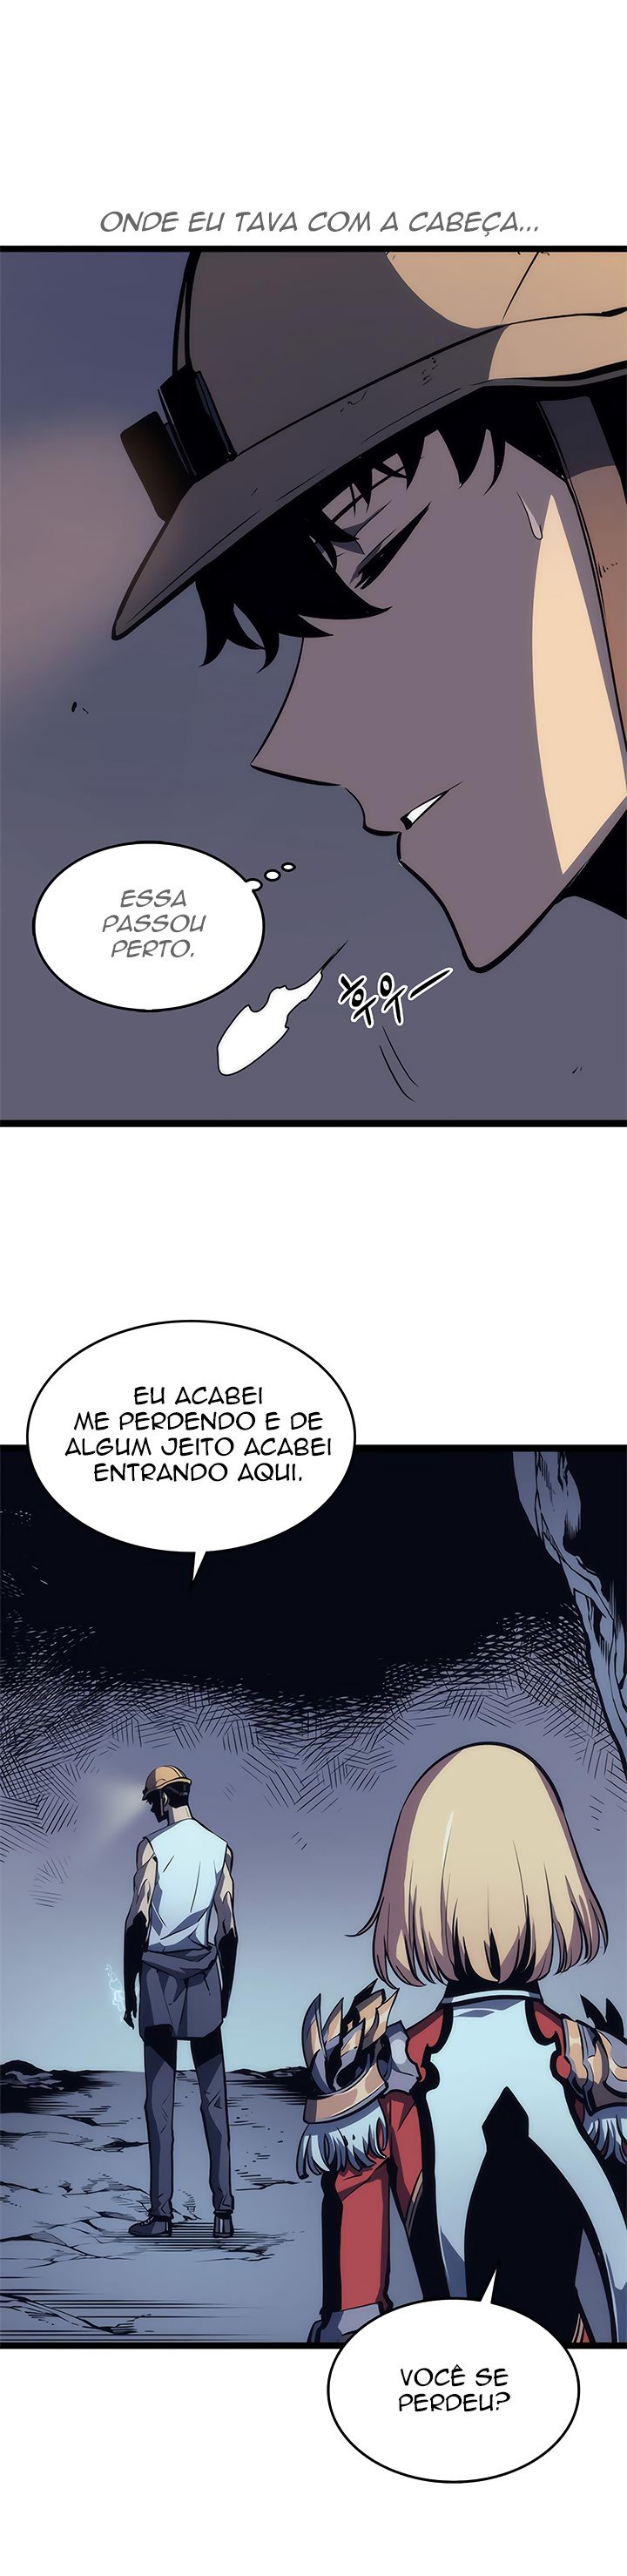 ONDE EU TAVA COM A CABEÇA...
ESSA
PASSOU
PERTO.
후우—
EU ACABEI
ME PERDENDO E DE
ALGUM JEITO ACABEI
ENTRANDO AQUI.
VOCÊ SE
PERDEU?